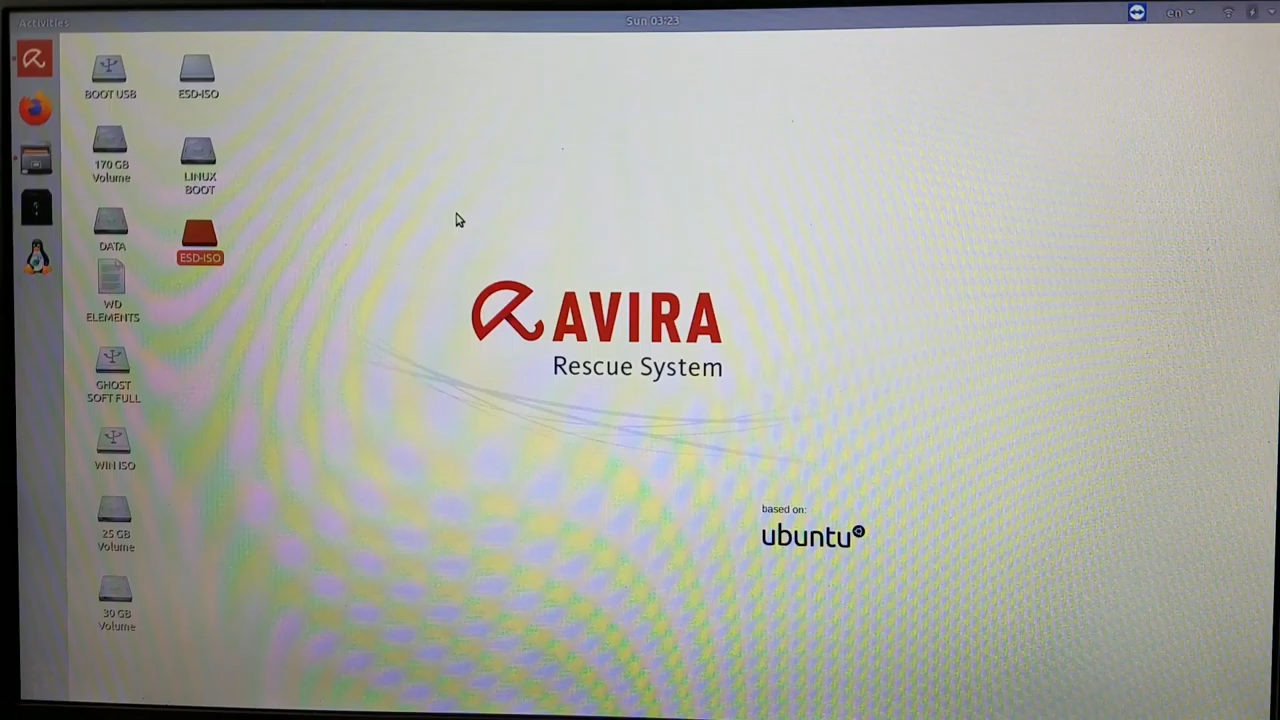 Activities
Sun 03:23
en
BOOT USB
ESD-ISO
170 GB
Volume
LINUX
BOOT
DATA
ESD-ISO
WD
ELEMENTS
GHOST
SOFT FULL
WIN ISO
25 GB
Volume
30 GB
Volume
AVIRA
Rescue System
based on:
ubuntu